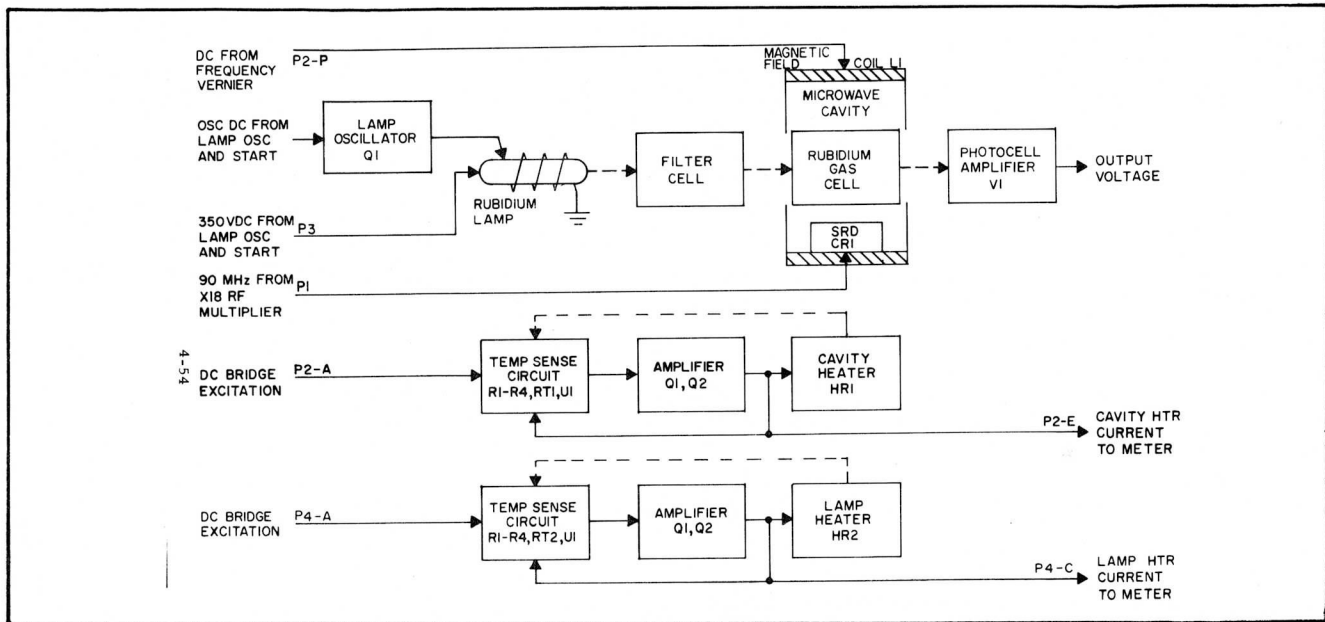 DC FROM
FREQUENCY
VERNIER
P2-P
MAGNETIC
FIELD
COIL L1
MICROWAVE
CAVITY
OSC DC FROM
LAMP OSC
AND START
LAMP
OSCILLATOR
Q1
RUBIDIUM
LAMP
FILTER
CELL
RUBIDIUM
GAS
CELL
PHOTOCELL
AMPLIFIER
V1
OUTPUT
VOLTAGE
350VDC FROM
LAMP OSC
AND START
P3
SRD
CR1
90 MHz FROM
X18 RF
MULTIPLIER
P1
4-54
DC BRIDGE
EXCITATION
P2-A
TEMP SENSE
CIRCUIT
R1-R4,RT1,U1
AMPLIFIER
Q1,Q2
CAVITY
HEATER
HR1
P2-E
CAVITY HTR
CURRENT
TO METER
DC BRIDGE
EXCITATION
P4-A
TEMP SENSE
CIRCUIT
R1-R4,RT2,U1
AMPLIFIER
Q1,Q2
LAMP
HEATER
HR2
P4-C
LAMP HTR
CURRENT
TO METER